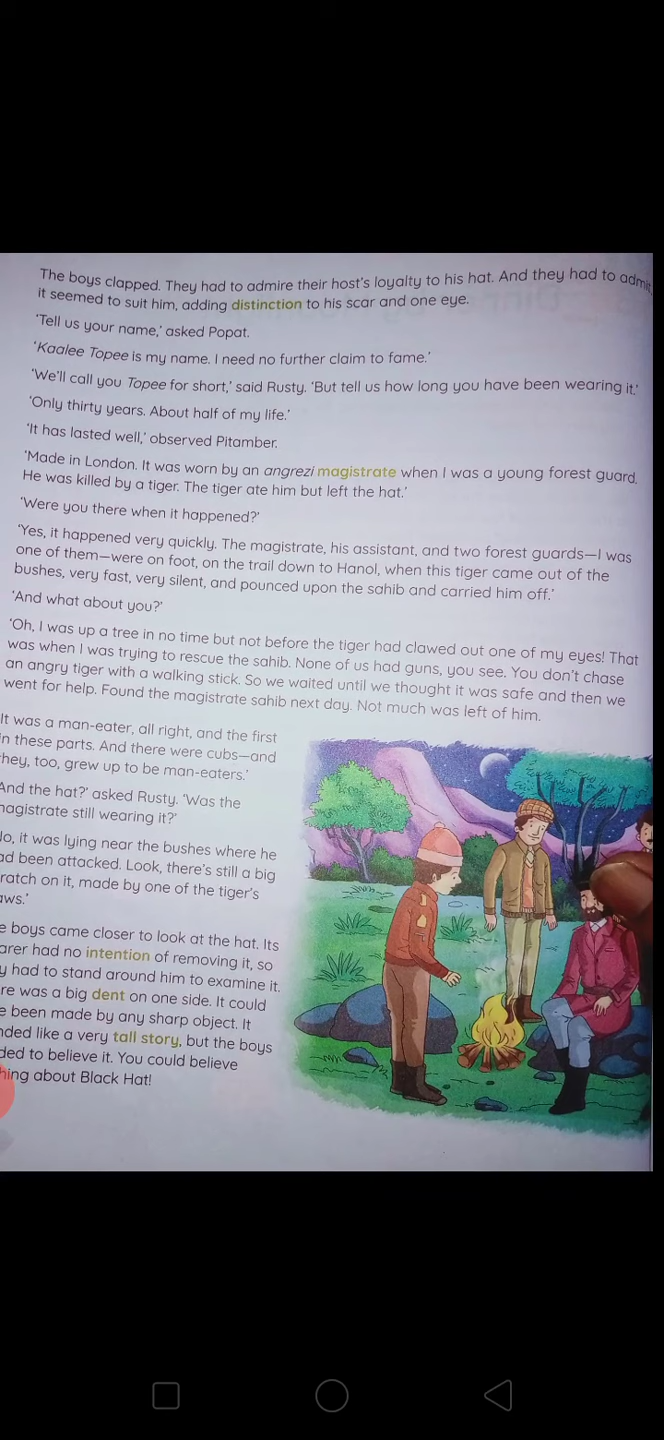 The boys clapped. They had to admire their host's loyalty to his hat. And they had to admit,
it seemed to suit him, adding distinction to his scar and one eye.
'Tell us your name,' asked Popat.
'Kaalee Topee is my name. I need no further claim to fame.'
'We'll call you Topee for short,' said Rusty. 'But tell us how long you have been wearing it.'
'Only thirty years. About half of my life.'
'It has lasted well,' observed Pitamber.
'Made in London. It was worn by an angrezi magistrate when I was a young forest guard.
He was killed by a tiger. The tiger ate him but left the hat.'
'Were you there when it happened?'
'Yes, it happened very quickly. The magistrate, his assistant, and two forest guards—I was
one of them—were on foot, on the trail down to Hanol, when this tiger came out of the
bushes, very fast, very silent, and pounced upon the sahib and carried him off.'
'And what about you?'
'Oh, I was up a tree in no time but not before the tiger had clawed out one of my eyes! That
was when I was trying to rescue the sahib. None of us had guns, you see. You don't chase
an angry tiger with a walking stick. So we waited until we thought it was safe and then we
went for help. Found the magistrate sahib next day. Not much was left of him.
It was a man-eater, all right, and the first
in these parts. And there were cubs—and
they, too, grew up to be man-eaters.'
And the hat?' asked Rusty. 'Was the
magistrate still wearing it?'
No, it was lying near the bushes where he
ad been attacked. Look, there's still a big
ratch on it, made by one of the tiger's
aws.'
e boys came closer to look at the hat. Its
arer had no intention of removing it, so
y had to stand around him to examine it.
re was a big dent on one side. It could
e been made by any sharp object. It
nded like a very tall story, but the boys
ded to believe it. You could believe
hing about Black Hat!